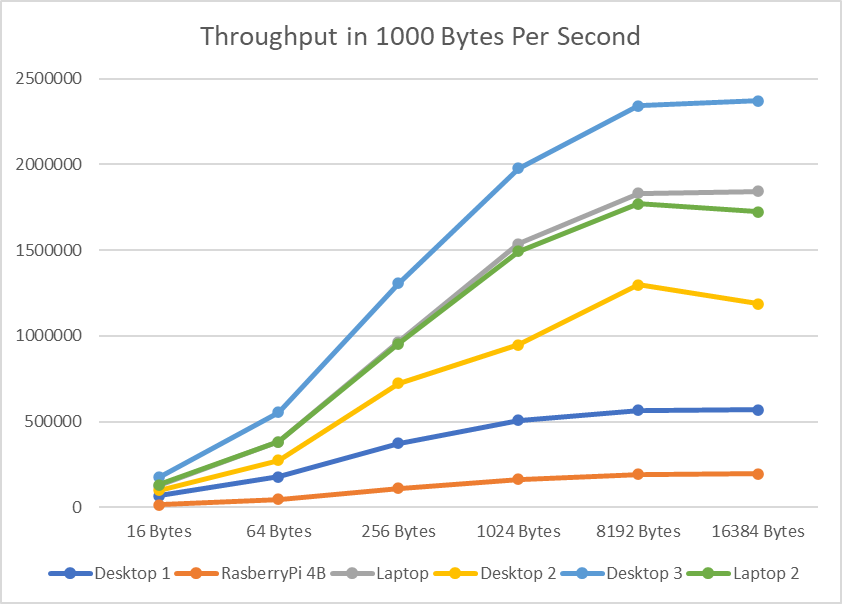 Throughput in 1000 Bytes Per Second
2500000
2000000
1500000
1000000
500000
0
16 Bytes 64 Bytes 256 Bytes 1024 Bytes 8192 Bytes 16384 Bytes
Desktop 1 RasberryPi 4B Laptop Desktop 2 Desktop 3 Laptop 2